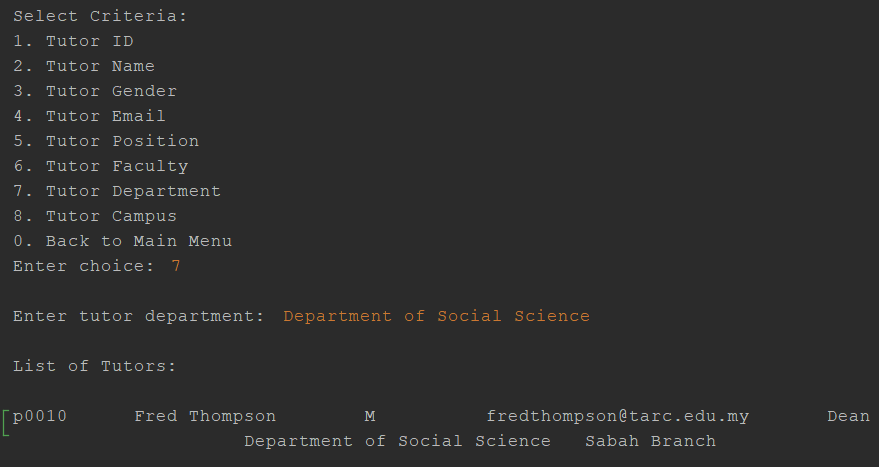 Select Criteria:
1. Tutor ID
2. Tutor Name
3. Tutor Gender
4. Tutor Email
5. Tutor Position
6. Tutor Faculty
7. Tutor Department
8. Tutor Campus
0. Back to Main Menu
Enter choice: 7
Enter tutor department: Department of Social Science
List of Tutors:
p0010 Fred Thompson M fredthompson@tarc.edu.my Dean
Department of Social Science Sabah Branch